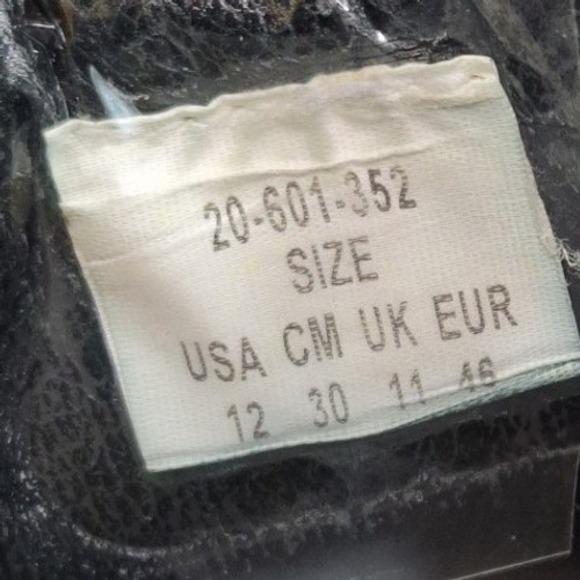 20-601-352
SIZE
USA CM UK EUR
12 30 11 46